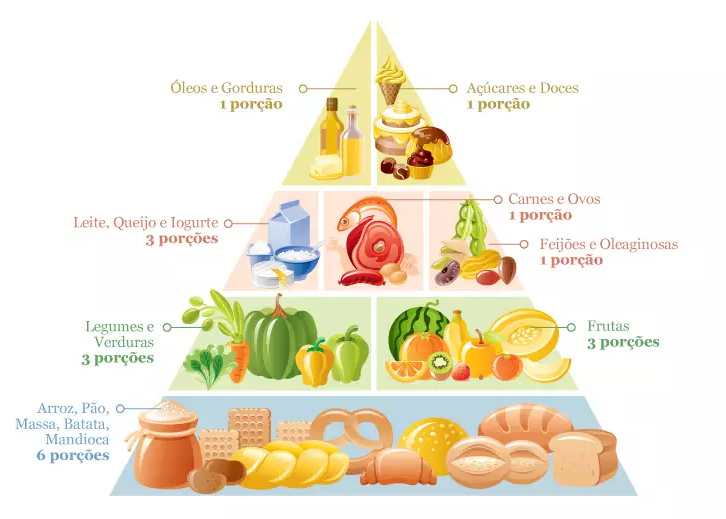 Óleos e Gorduras
1 porção
Açúcares e Doces
1 porção
Leite, Queijo e Iogurte
3 porções
Carnes e Ovos
1 porção
Feijões e Oleaginosas
1 porção
Legumes e
Verduras
3 porções
Frutas
3 porções
Arroz, Pão,
Massa, Batata,
Mandioca
6 porções